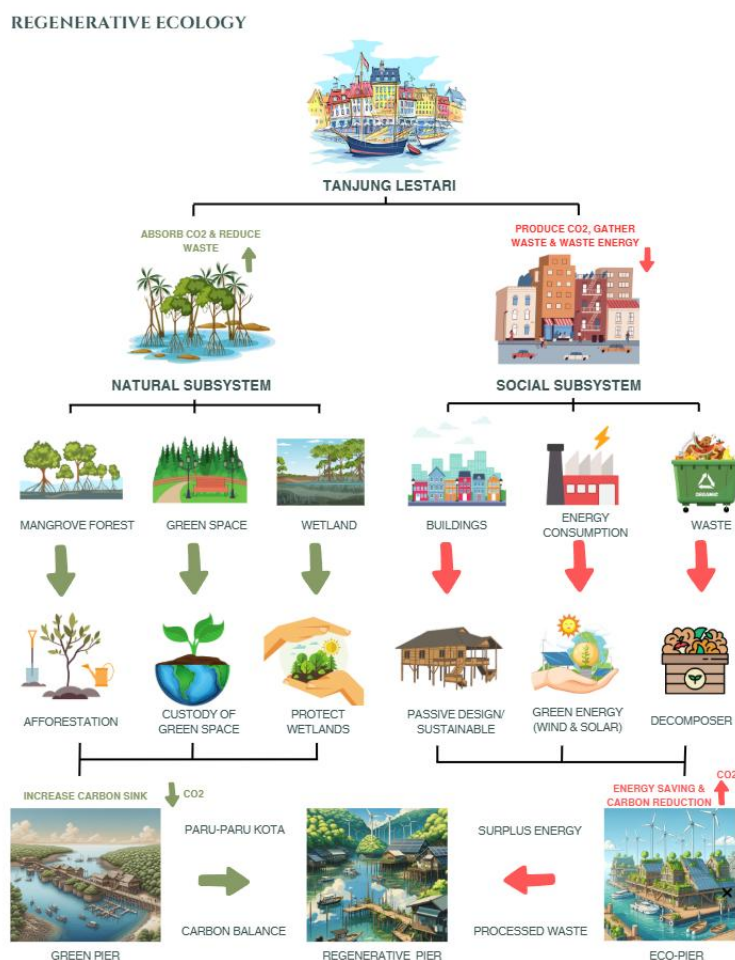 REGENERATIVE ECOLOGY
TANJUNG LESTARI
ABSORB CO2 & REDUCE
WASTE
PRODUCE CO2, GATHER
WASTE & WASTE ENERGY
NATURAL SUBSYSTEM
SOCIAL SUBSYSTEM
MANGROVE FOREST
GREEN SPACE
WETLAND
BUILDINGS
ENERGY
CONSUMPTION
WASTE
AFFORESTATION
CUSTODY OF
GREEN SPACE
PROTECT
WETLANDS
PASSIVE DESIGN/
SUSTAINABLE
GREEN ENERGY
(WIND & SOLAR)
DECOMPOSER
INCREASE CARBON SINK
CO2
ENERGY SAVING &
CARBON REDUCTION
CO2
PARU-PARU KOTA
SURPLUS ENERGY
CARBON BALANCE
PROCESSED WASTE
GREEN PIER
REGENERATIVE PIER
ECO-PIER